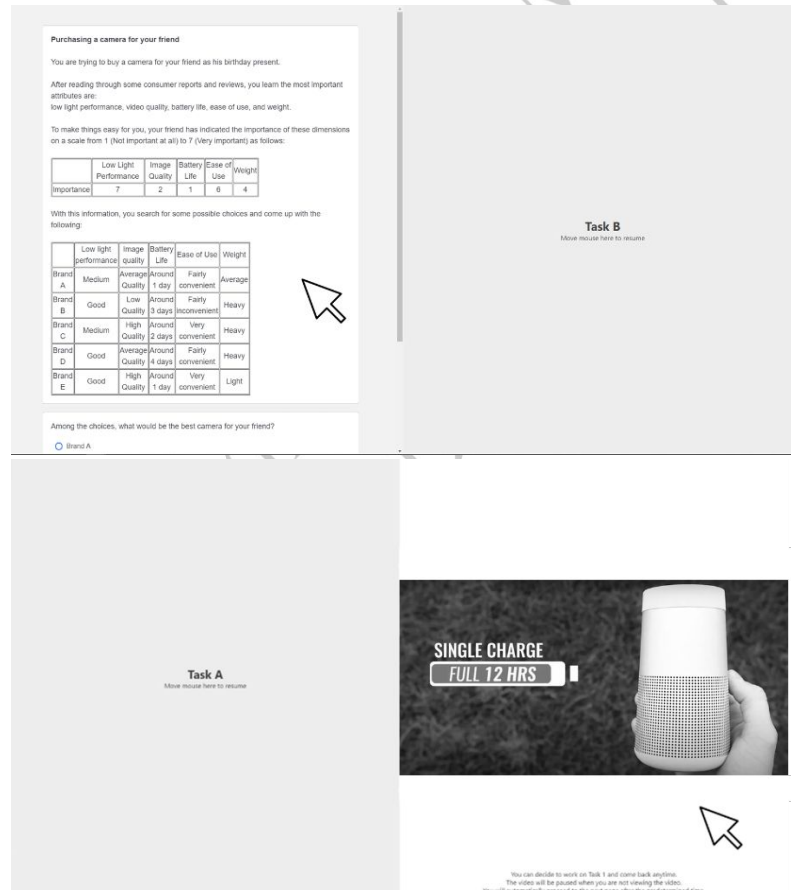 Purchasing a camera for your friend
You are trying to buy a camera for your friend as his birthday present.
After reading through some consumer reports and reviews, you learn the most important
attributes are:
low light performance, video quality, battery life, ease of use, and weight.
To make things easy for you, your friend has indicated the importance of these dimensions
on a scale from 1 (Not important at all) to 7 (Very important) as follows:
Low Light Performance Image Quality Battery Life Ease of Use Weight
Importance 7 2 1 6 4
With this information, you search for some possible choices and come up with the
following:
Low light performance Image quality Battery Life Ease of Use Weight
Brand A Medium Average Quality Around 1 day Fairly convenient Average
Brand B Good Low Quality Around 3 days Fairly inconvenient Heavy
Brand C Medium High Quality Around 2 days Very convenient Heavy
Brand D Good Average Quality Around 4 days Fairly convenient Heavy
Brand E Good High Quality Around 1 day Very convenient Light
Among the choices, what would be the best camera for your friend?
Brand A
Task B
Move mouse here to resume
Task A
Move mouse here to resume
SINGLE CHARGE
FULL 12 HRS
You can decide to work on Task 1 and come back anytime.
The video will be paused when you are not viewing the video.